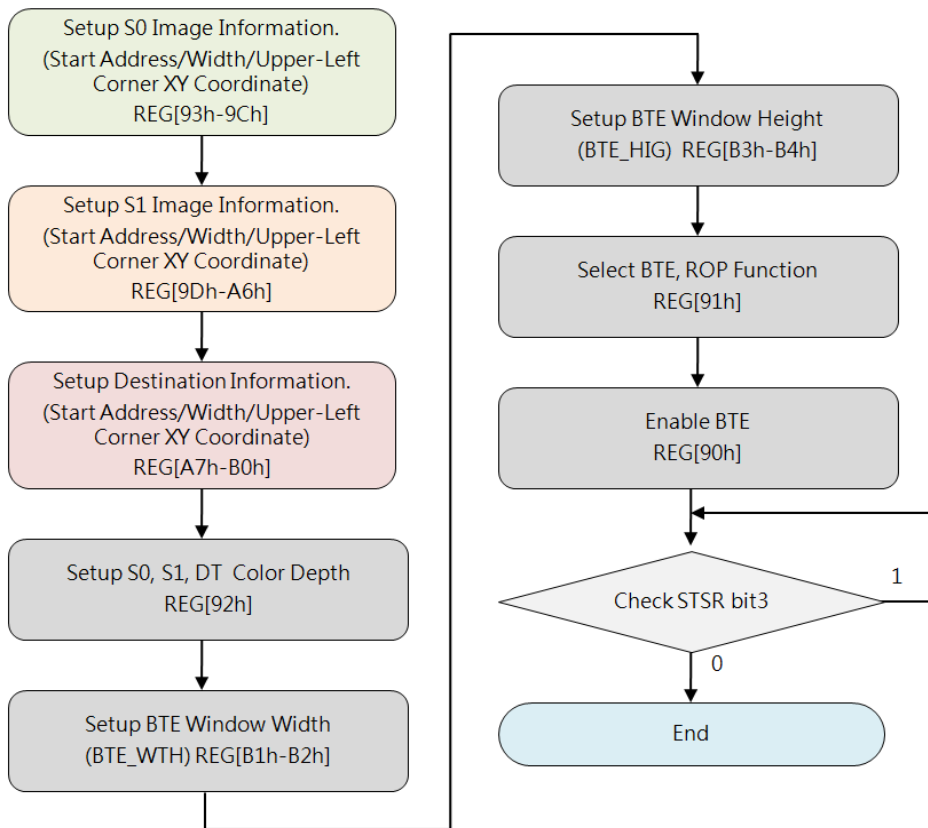 Setup S0 Image Information.
(Start Address/Width/Upper-Left
Corner XY Coordinate)
REG[93h-9Ch]
Setup S1 Image Information.
(Start Address/Width/Upper-Left
Corner XY Coordinate)
REG[9Dh-A6h]
Setup Destination Information.
(Start Address/Width/Upper-Left
Corner XY Coordinate)
REG[A7h-B0h]
Setup S0, S1, DT Color Depth
REG[92h]
Setup BTE Window Width
(BTE_WTH) REG[B1h-B2h]
Setup BTE Window Height
(BTE_HIG) REG[B3h-B4h]
Select BTE, ROP Function
REG[91h]
Enable BTE
REG[90h]
Check STSR bit3
1
0
End